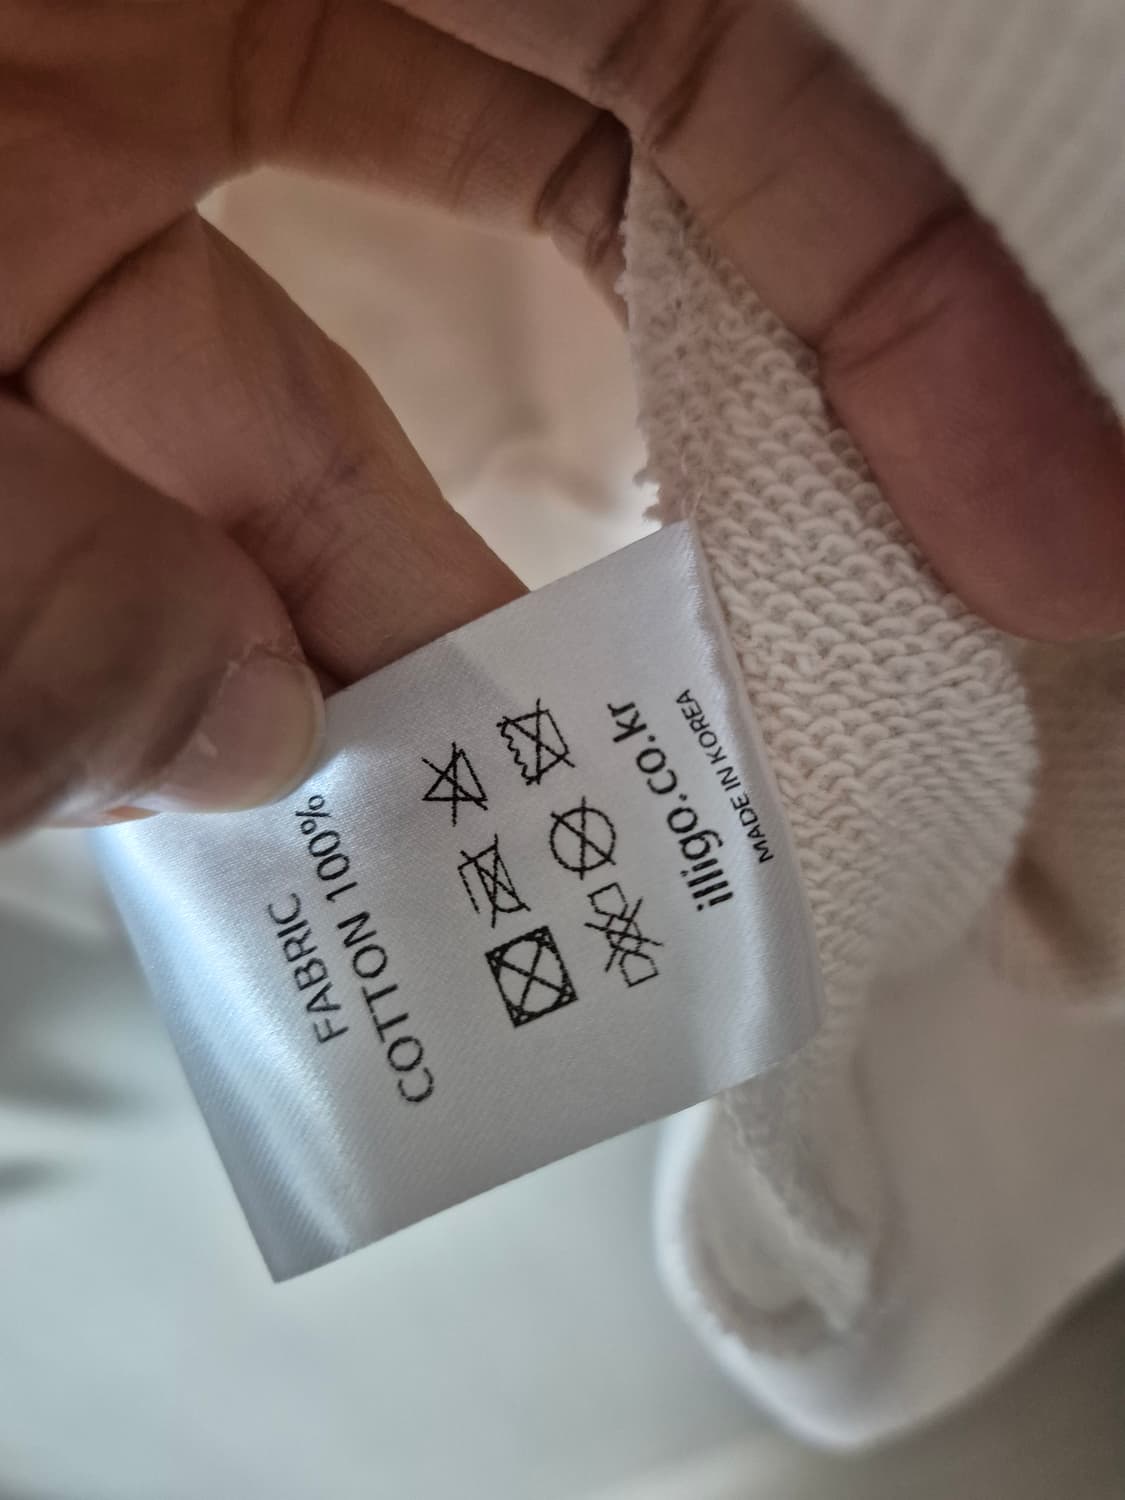 FABRIC
COTTON 100%
illigo.co.kr
MADE IN KOREA